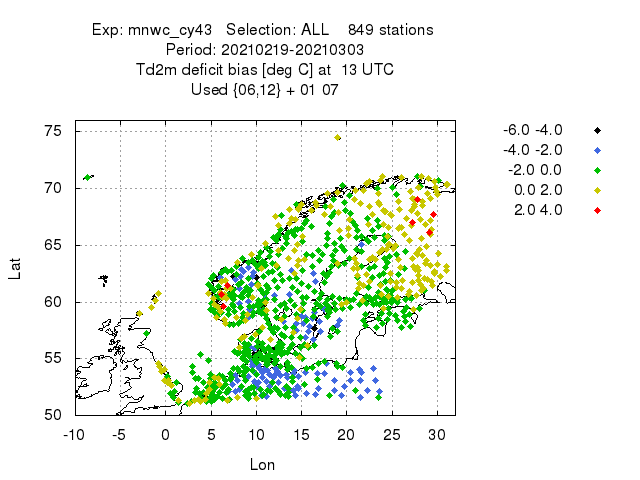 Exp: mnwc_cy43 Selection: ALL 849 stations
Period: 20210219-20210303
Td2m deficit bias [deg C] at 13 UTC
Used {06,12} + 01 07
-6.0 -4.0
-4.0 -2.0
-2.0 0.0
0.0 2.0
2.0 4.0
75
70
65
60
55
50
Lat
-10 -5 0 5 10 15 20 25 30
Lon